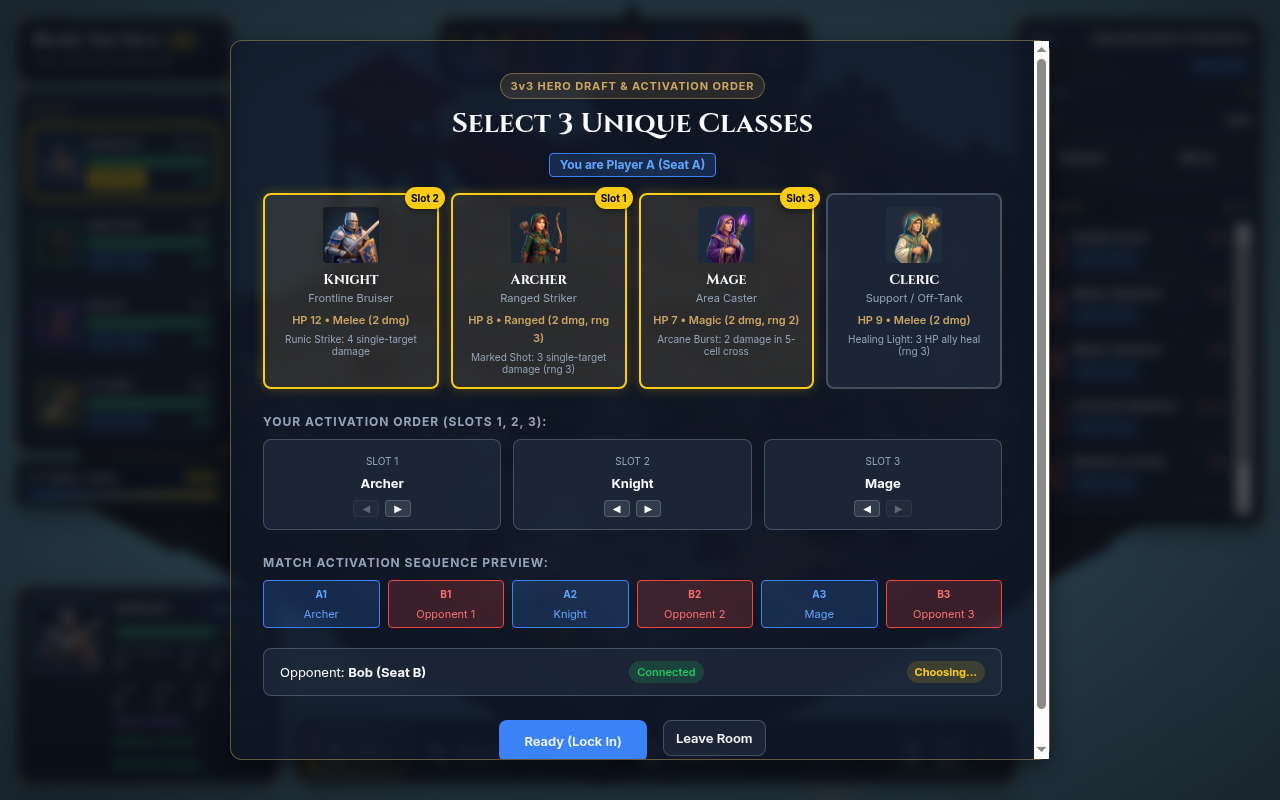 3v3 HERO DRAFT & ACTIVATION ORDER
Select 3 Unique Classes
You are Player A (Seat A)
Slot 2
Slot 1
Slot 3
Knight
Frontline Bruiser
HP 12 • Melee (2 dmg)
Runic Strike: 4 single-target
damage
Archer
Ranged Striker
HP 8 • Ranged (2 dmg, rng
3)
Marked Shot: 3 single-target
damage (rng 3)
Mage
Area Caster
HP 7 • Magic (2 dmg, rng 2)
Arcane Burst: 2 damage in 5-
cell cross
Cleric
Support / Off-Tank
HP 9 • Melee (2 dmg)
Healing Light: 3 HP ally heal
(rng 3)
YOUR ACTIVATION ORDER (SLOTS 1, 2, 3):
SLOT 1
Archer
◀ ▶
SLOT 2
Knight
◀ ▶
SLOT 3
Mage
◀ ▶
MATCH ACTIVATION SEQUENCE PREVIEW:
A1
Archer
B1
Opponent 1
A2
Knight
B2
Opponent 2
A3
Mage
B3
Opponent 3
Opponent: Bob (Seat B)
Connected
Choosing...
Ready (Lock In)
Leave Room